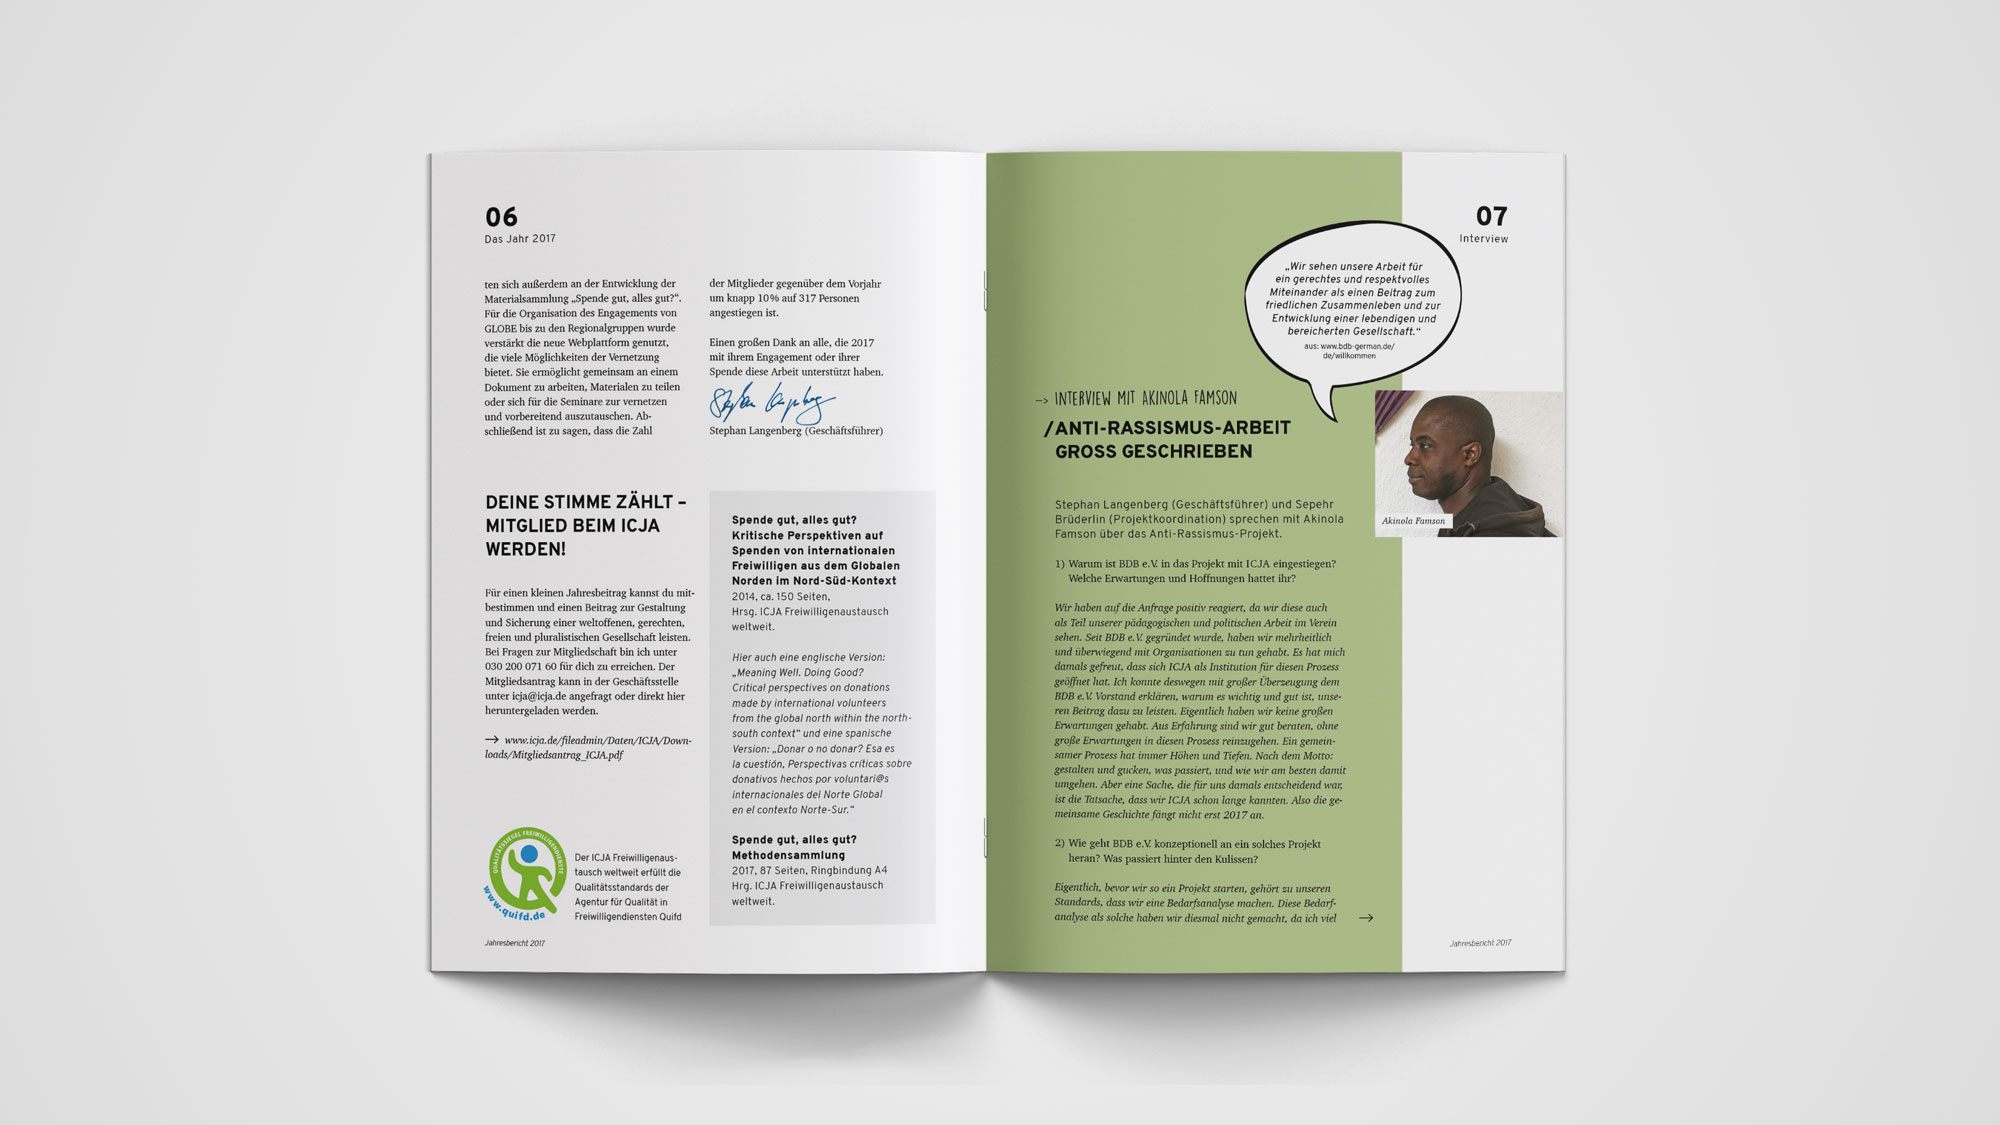 06
Das Jahr 2017
ten sich außerdem an der Entwicklung der
Materialsammlung „Spende gut, alles gut?“.
Für die Organisation des Engagements von
GLOBE bis zu den Regionalgruppen wurde
verstärkt die neue Webplattform genutzt,
die viele Möglichkeiten der Vernetzung
bietet. Sie ermöglicht gemeinsam an einem
Dokument zu arbeiten, Materialen zu teilen
oder sich für die Seminare zur vernetzen
und vorbereitend auszutauschen. Ab-
schließend ist zu sagen, dass die Zahl
der Mitglieder gegenüber dem Vorjahr
um knapp 10% auf 317 Personen
angestiegen ist.
Einen großen Dank an alle, die 2017
mit ihrem Engagement oder ihrer
Spende diese Arbeit unterstützt haben.
Stephan Langenberg
Stephan Langenberg (Geschäftsführer)
DEINE STIMME ZÄHLT –
MITGLIED BEIM ICJA
WERDEN!
Für einen kleinen Jahresbeitrag kannst du mit-
bestimmen und einen Beitrag zur Gestaltung
und Sicherung einer weltoffenen, gerechten,
freien und pluralistischen Gesellschaft leisten.
Bei Fragen zur Mitgliedschaft bin ich unter
030 200 071 60 für dich zu erreichen. Der
Mitgliedsantrag kann in der Geschäftsstelle
unter icja@icja.de angefragt oder direkt hier
heruntergeladen werden.
→ www.icja.de/fileadmin/Daten/ICJA/Down-
loads/Mitgliedsantrag_ICJA.pdf
QUALITÄTSSIEGEL FREIWILLIGENDIENSTE
www.quifd.de
Der ICJA Freiwilligenaus-
tausch weltweit erfüllt die
Qualitätsstandards der
Agentur für Qualität in
Freiwilligendiensten Quifd
Spende gut, alles gut?
Kritische Perspektiven auf
Spenden von internationalen
Freiwilligen aus dem Globalen
Norden im Nord-Süd-Kontext
2014, ca. 150 Seiten,
Hrsg. ICJA Freiwilligenaustausch
weltweit.
Hier auch eine englische Version:
„Meaning Well. Doing Good?
Critical perspectives on donations
made by international volunteers
from the global north within the north-
south context“ und eine spanische
Version: „Donar o no donar? Esa es
la cuestión, Perspectivas críticas sobre
donativos hechos por voluntari@s
internacionales del Norte Global
en el contexto Norte-Sur.“
Spende gut, alles gut?
Methodensammlung
2017, 87 Seiten, Ringbindung A4
Hrg. ICJA Freiwilligenaustausch
weltweit.
Jahresbericht 2017
07
Interview
„Wir sehen unsere Arbeit für
ein gerechtes und respektvolles
Miteinander als einen Beitrag zum
friedlichen Zusammenleben und zur
Entwicklung einer lebendigen und
bereicherten Gesellschaft.“
aus: www.bdb-german.de/
de/willkommen
--> INTERVIEW MIT AKINOLA FAMSON
/ANTI-RASSISMUS-ARBEIT
GROSS GESCHRIEBEN
Akinola Famson
Stephan Langenberg (Geschäftsführer) und Sepehr
Brüderlin (Projektkoordination) sprechen mit Akinola
Famson über das Anti-Rassismus-Projekt.
1) Warum ist BDB e.V. in das Projekt mit ICJA eingestiegen?
Welche Erwartungen und Hoffnungen hattet ihr?
Wir haben auf die Anfrage positiv reagiert, da wir diese auch
als Teil unserer pädagogischen und politischen Arbeit im Verein
sehen. Seit BDB e.V. gegründet wurde, haben wir mehrheitlich
und überwiegend mit Organisationen zu tun gehabt. Es hat mich
damals gefreut, dass sich ICJA als Institution für diesen Prozess
geöffnet hat. Ich konnte deswegen mit großer Überzeugung dem
BDB e.V. Vorstand erklären, warum es wichtig und gut ist, unse-
ren Beitrag dazu zu leisten. Eigentlich haben wir keine großen
Erwartungen gehabt. Aus Erfahrung sind wir gut beraten, ohne
große Erwartungen in diesen Prozess reinzugehen. Ein gemein-
samer Prozess hat immer Höhen und Tiefen. Nach dem Motto:
gestalten und gucken, was passiert, und wie wir am besten damit
umgehen. Aber eine Sache, die für uns damals entscheidend war,
ist die Tatsache, dass wir ICJA schon lange kannten. Also die ge-
meinsame Geschichte fängt nicht erst 2017 an.
2) Wie geht BDB e.V. konzeptionell an ein solches Projekt
heran? Was passiert hinter den Kulissen?
Eigentlich, bevor wir so ein Projekt starten, gehört zu unseren
Standards, dass wir eine Bedarfsanalyse machen. Diese Bedarf-
analyse als solche haben wir diesmal nicht gemacht, da ich viel →
Jahresbericht 2017